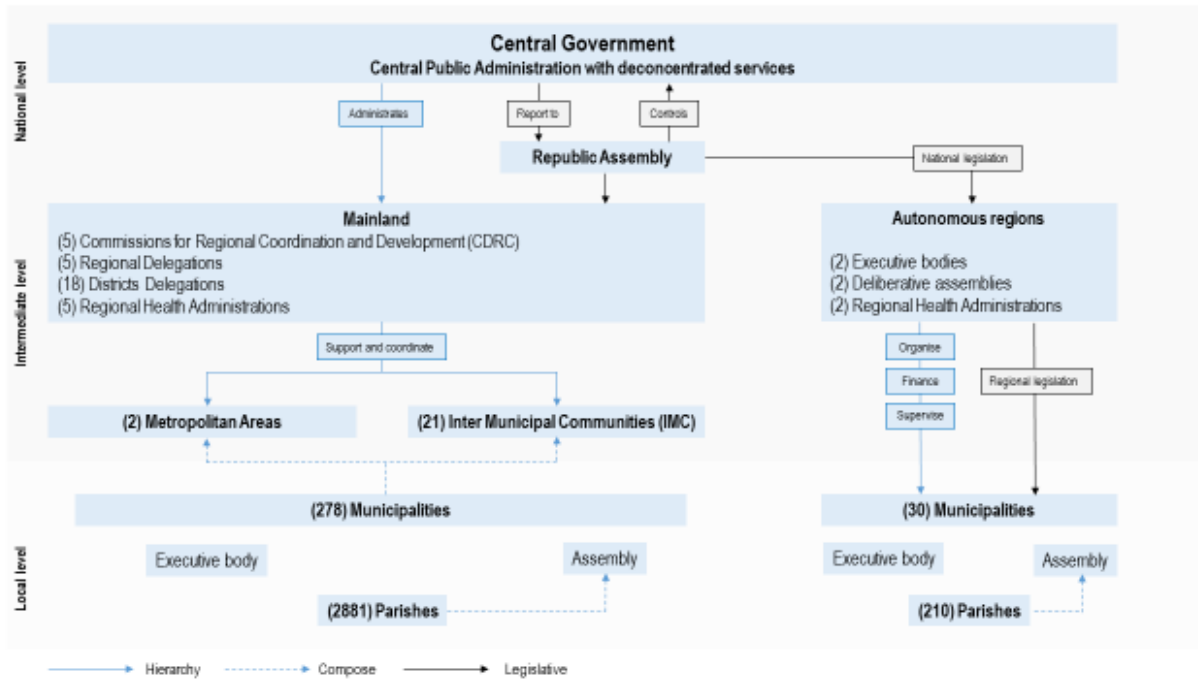 National level
Central Government
Central Public Administration with deconcentrated services
Administrates
Report to
Controls
Republic Assembly
National legislation
Intermediate level
Mainland
(5) Commissions for Regional Coordination and Development (CDRC)
(5) Regional Delegations
(18) Districts Delegations
(5) Regional Health Administrations
Autonomous regions
(2) Executive bodies
(2) Deliberative assemblies
(2) Regional Health Administrations
Support and coordinate
Organise
Finance
Supervise
Regional legislation
(2) Metropolitan Areas
(21) Inter Municipal Communities (IMC)
Local level
(278) Municipalities
(30) Municipalities
Executive body
Assembly
Executive body
Assembly
(2881) Parishes
(210) Parishes
Hierarchy
Compose
Legislative